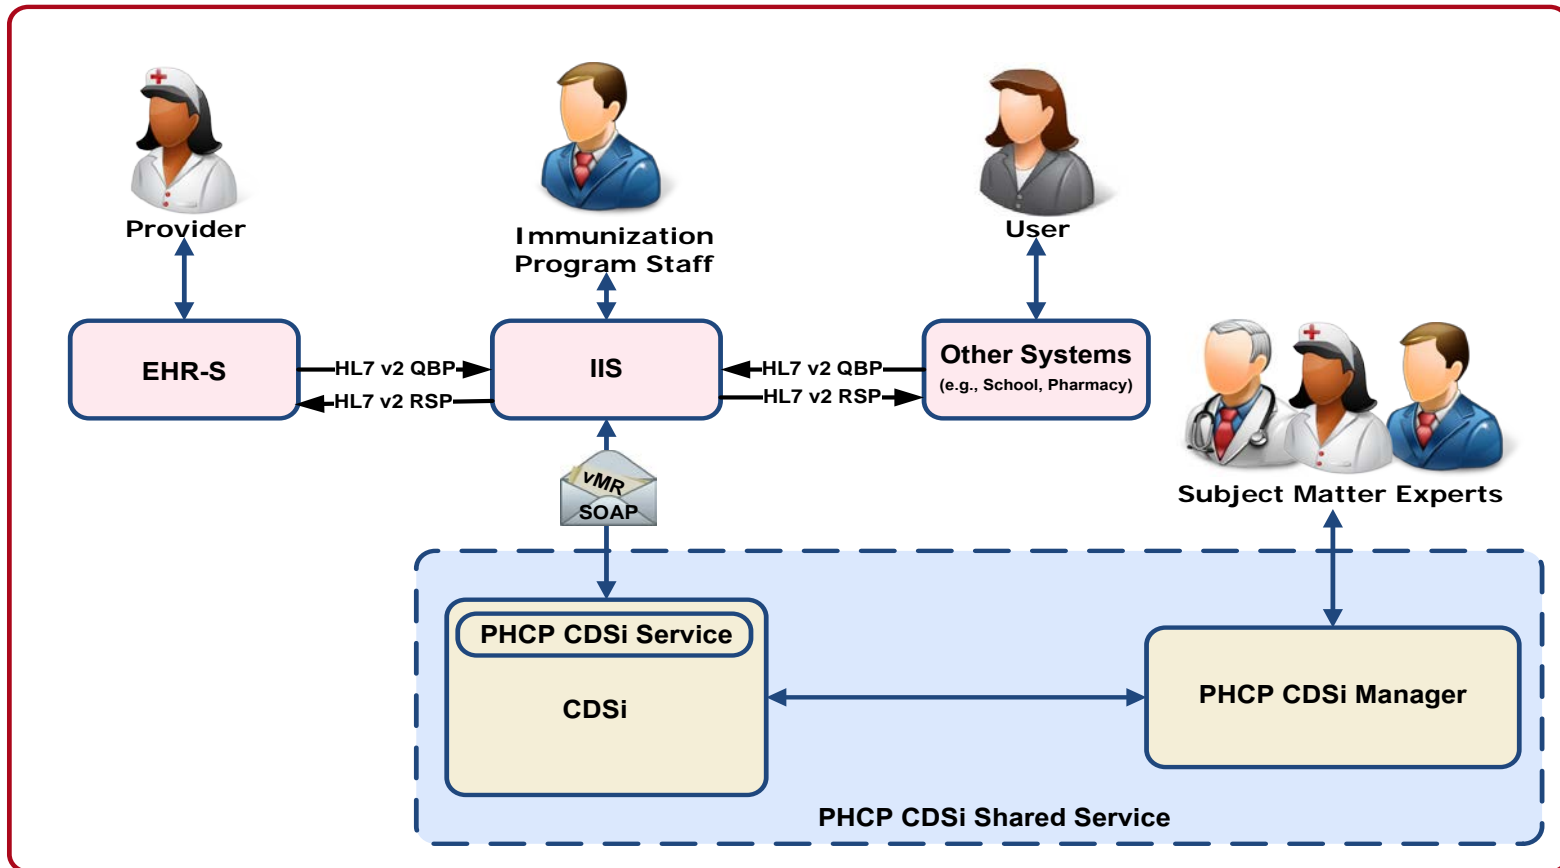 Provider
Immunization
Program Staff
User
EHR-S
HL7 v2 QBP
HL7 v2 RSP
IIS
HL7 v2 QBP
HL7 v2 RSP
Other Systems
(e.g., School, Pharmacy)
vMR
SOAP
Subject Matter Experts
PHCP CDSi Service
CDSi
PHCP CDSi Manager
PHCP CDSi Shared Service